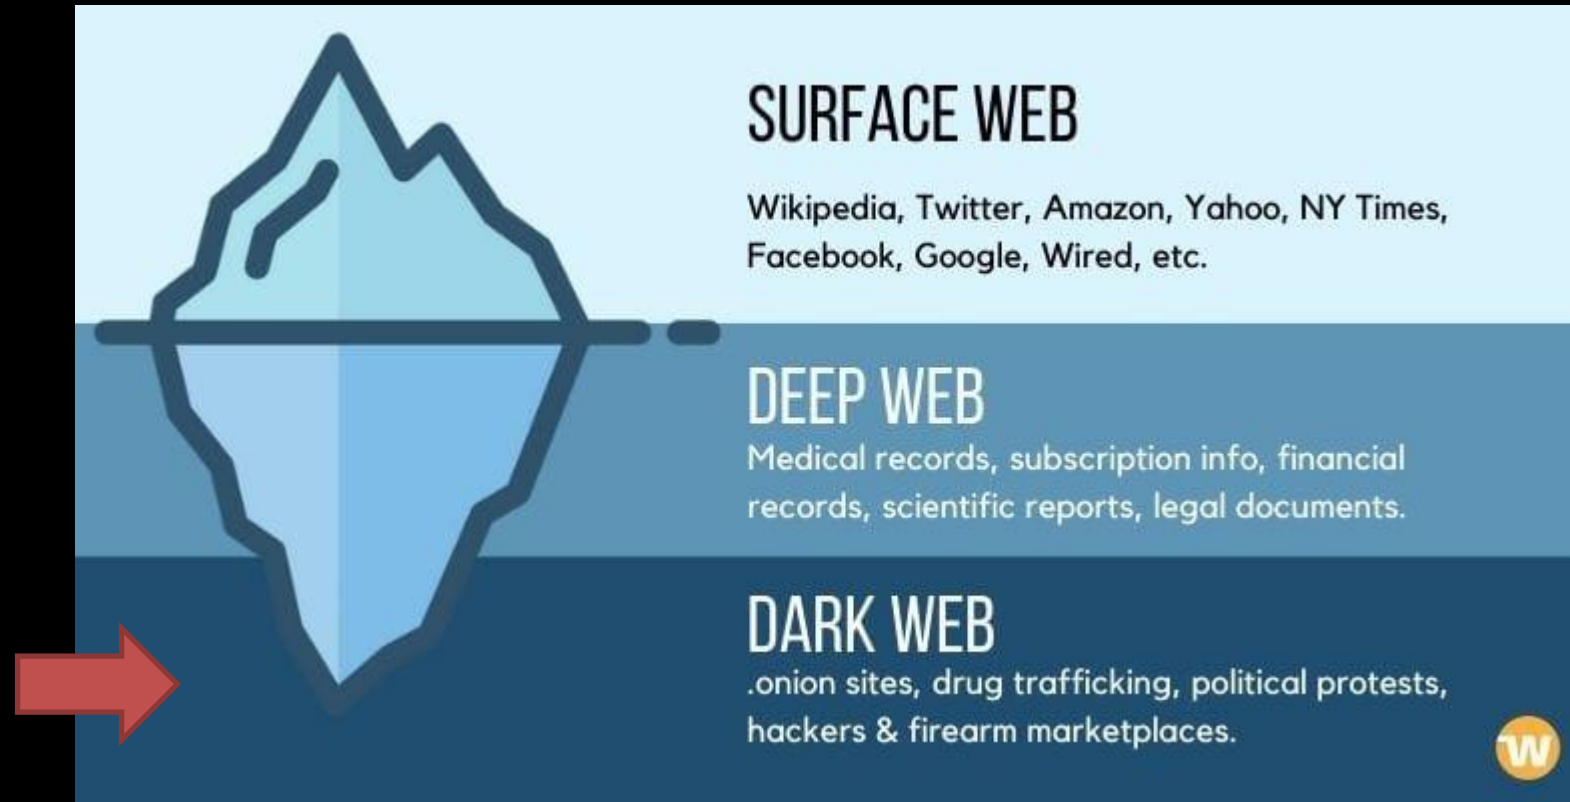 SURFACE WEB
Wikipedia, Twitter, Amazon, Yahoo, NY Times,
Facebook, Google, Wired, etc.
DEEP WEB
Medical records, subscription info, financial
records, scientific reports, legal documents.
DARK WEB
.onion sites, drug trafficking, political protests,
hackers & firearm marketplaces.
W